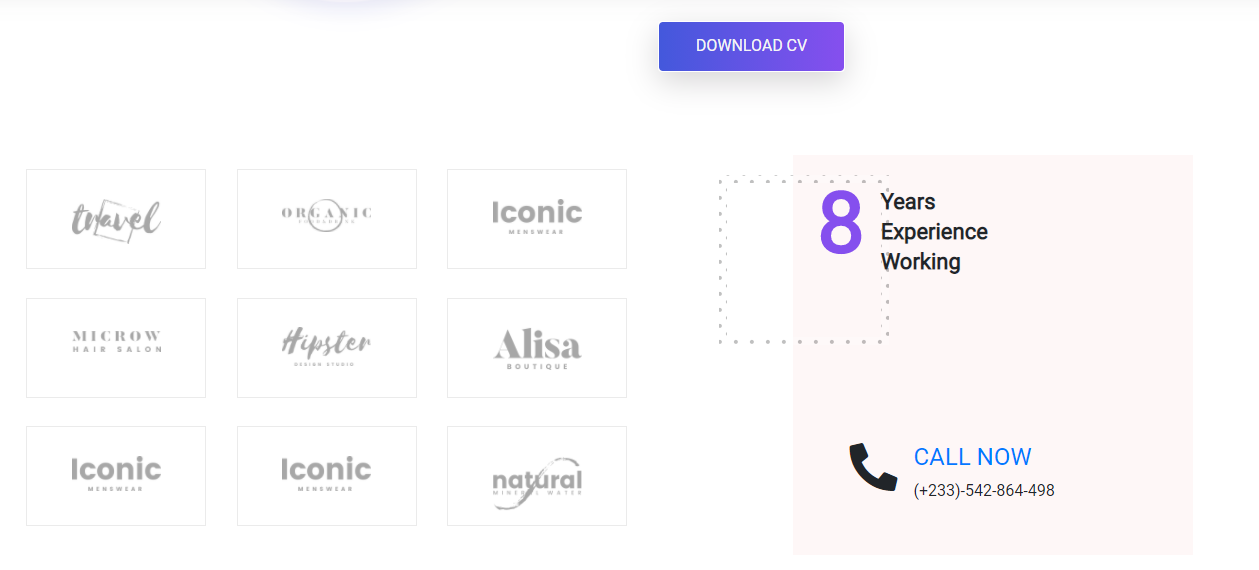 DOWNLOAD CV
travel
ORGANIC
Iconic
MENSWEAR
MICROW
HAIR SALON
Hipster
DESIGN STUDIO
Alisa
BOUTIQUE
Iconic
MENSWEAR
Iconic
MENSWEAR
natural
MINERAL WATER
8
Years
Experience
Working
CALL NOW
(+233)-542-864-498